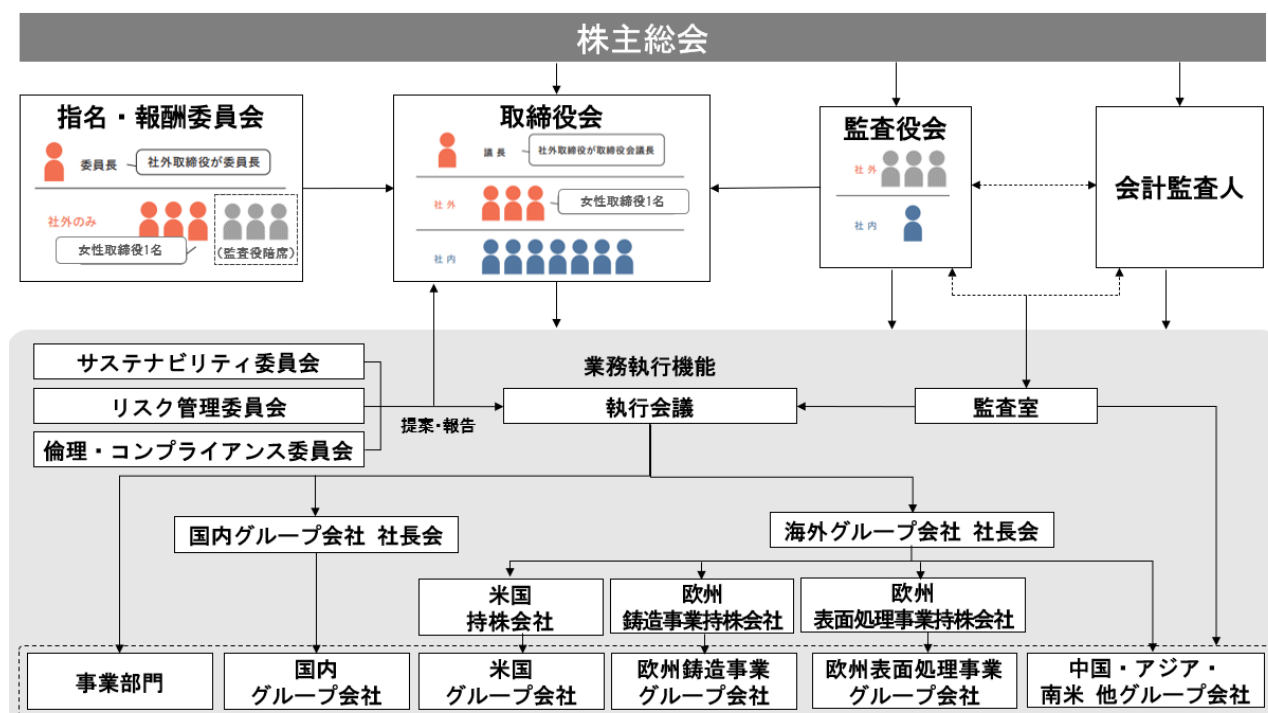 株主総会
指名・報酬委員会
委員長
社外取締役が委員長
社外のみ
女性取締役1名
(監査役陪席)
取締役会
議長
社外取締役が取締役会議長
社外
女性取締役1名
社内
監査役会
社外
社内
会計監査人
サステナビリティ委員会
リスク管理委員会
倫理・コンプライアンス委員会
提案・報告
業務執行機能
執行会議
監査室
国内グループ会社 社長会
海外グループ会社 社長会
米国
持株会社
欧州
鋳造事業持株会社
欧州
表面処理事業持株会社
事業部門
国内
グループ会社
米国
グループ会社
欧州鋳造事業
グループ会社
欧州表面処理事業
グループ会社
中国・アジア・
南米 他グループ会社